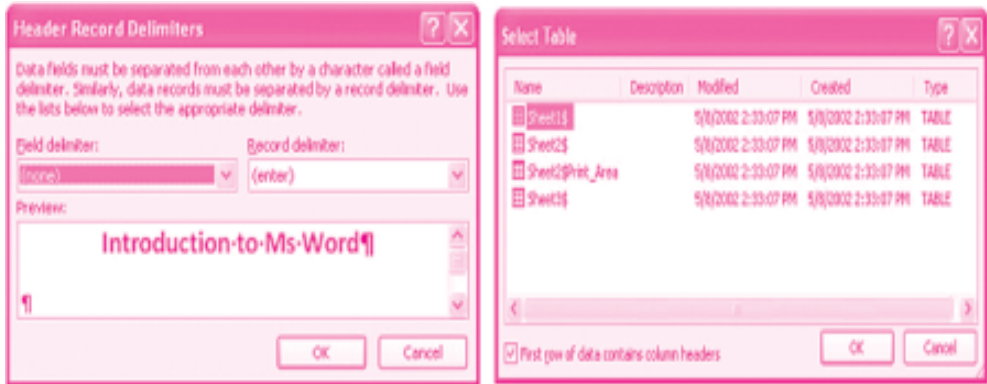 Header Record Delimiters
Data fields must be separated from each other by a character called a field
delimiter. Similarly, data records must be separated by a record delimiter. Use
the lists below to select the appropriate delimiter.
Field delimiter: Record delimiter:
(none) (enter)
Preview:
Introduction·to·Ms·Word¶
¶
OK Cancel
Select Table
Name Description Modified Created Type
Sheet1$ 5/8/2002 2:33:07 PM 5/8/2002 2:33:07 PM TABLE
Sheet2$ 5/8/2002 2:33:07 PM 5/8/2002 2:33:07 PM TABLE
Sheet2$Print_Area 5/8/2002 2:33:07 PM 5/8/2002 2:33:07 PM TABLE
Sheet3$ 5/8/2002 2:33:07 PM 5/8/2002 2:33:07 PM TABLE
First row of data contains column headers
OK Cancel